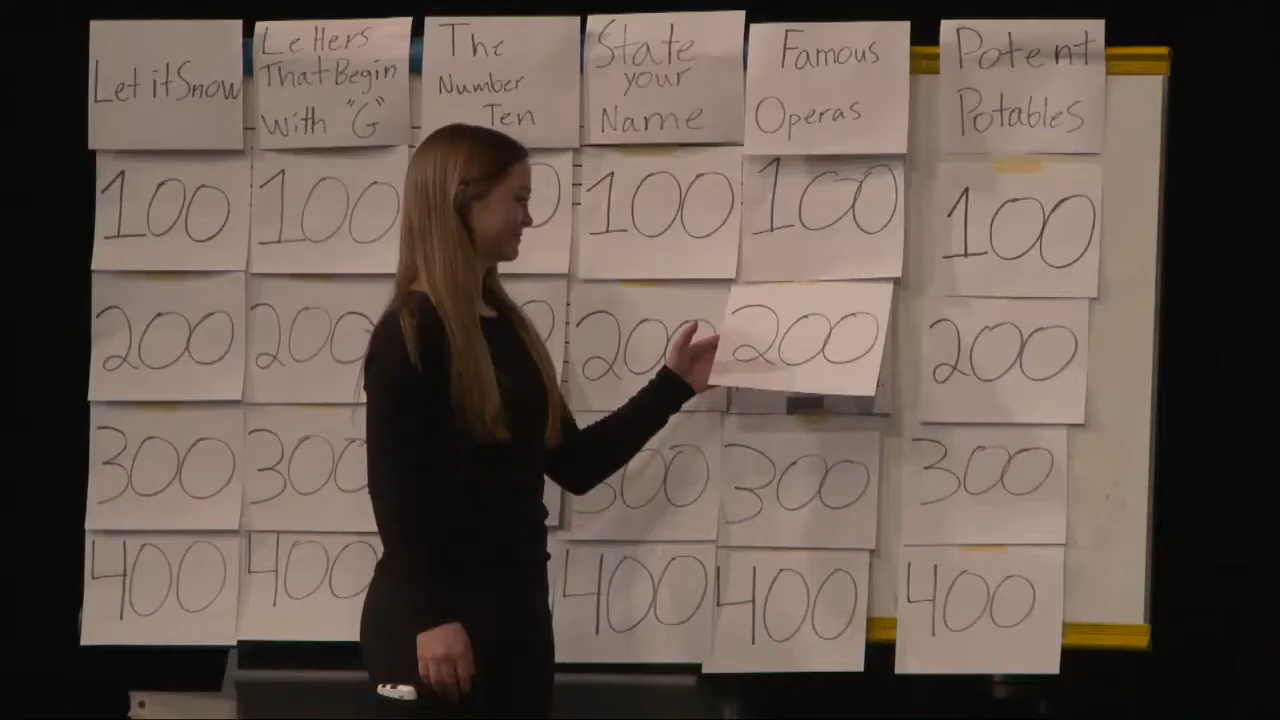 Let it Snow
Letters
That Begin
With "G"
The
Number
Ten
State
your
Name
Famous
Operas
Potent
Potables
100
100
100
100
100
200
200
200
200
200
300
300
300
300
300
400
400
400
400
400